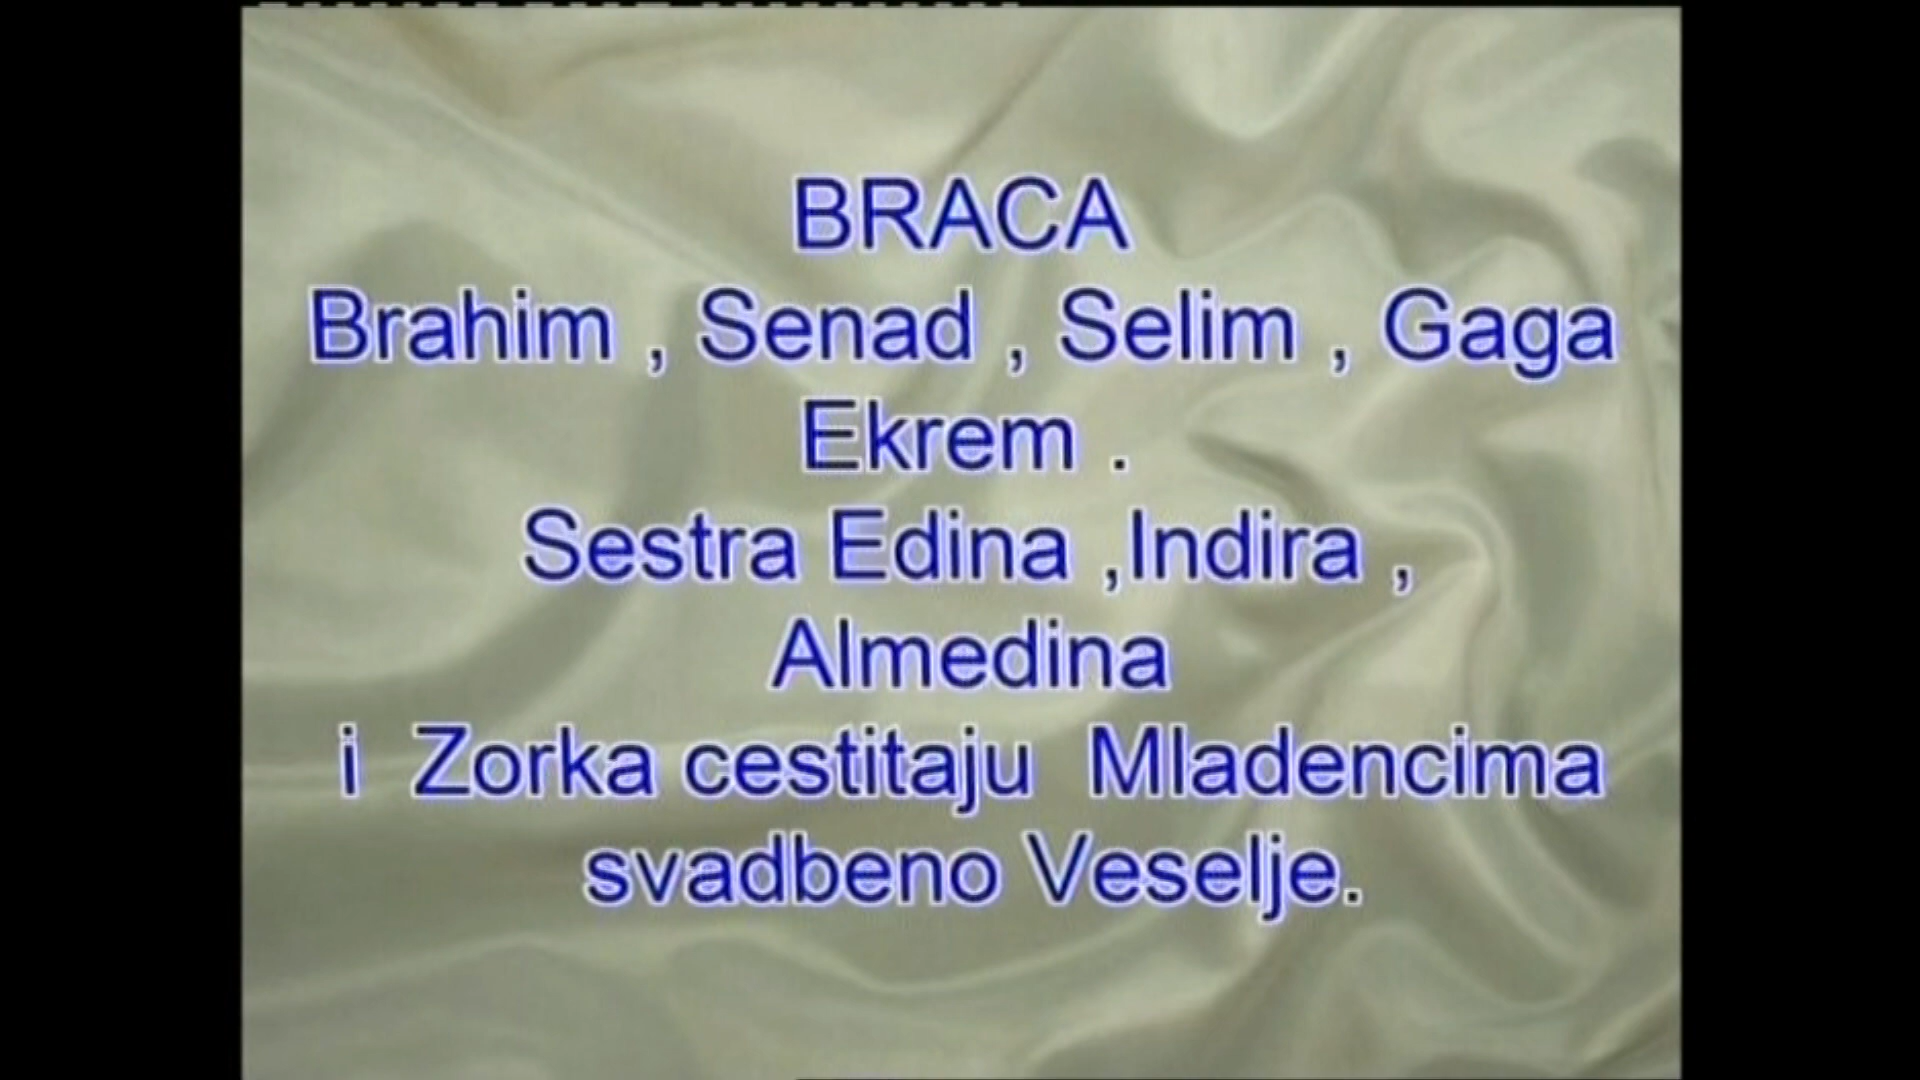 BRACA
Brahim , Senad , Selim , Gaga
Ekrem .
Sestra Edina ,Indira ,
Almedina
i Zorka cestitaju Mladencima
svadbeno Veselje.